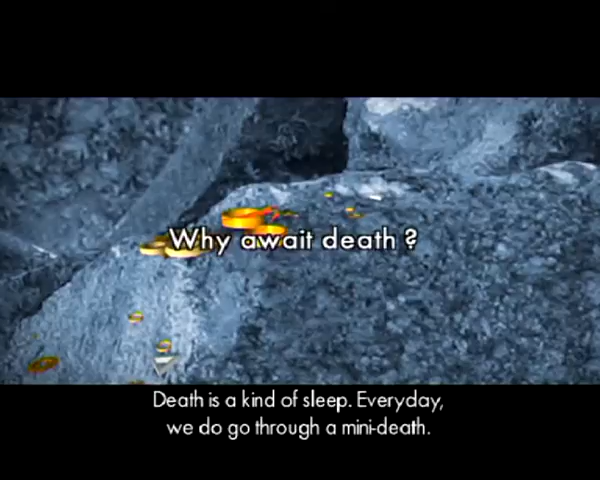 Why await death ?
Death is a kind of sleep. Everyday,
we do go through a mini-death.